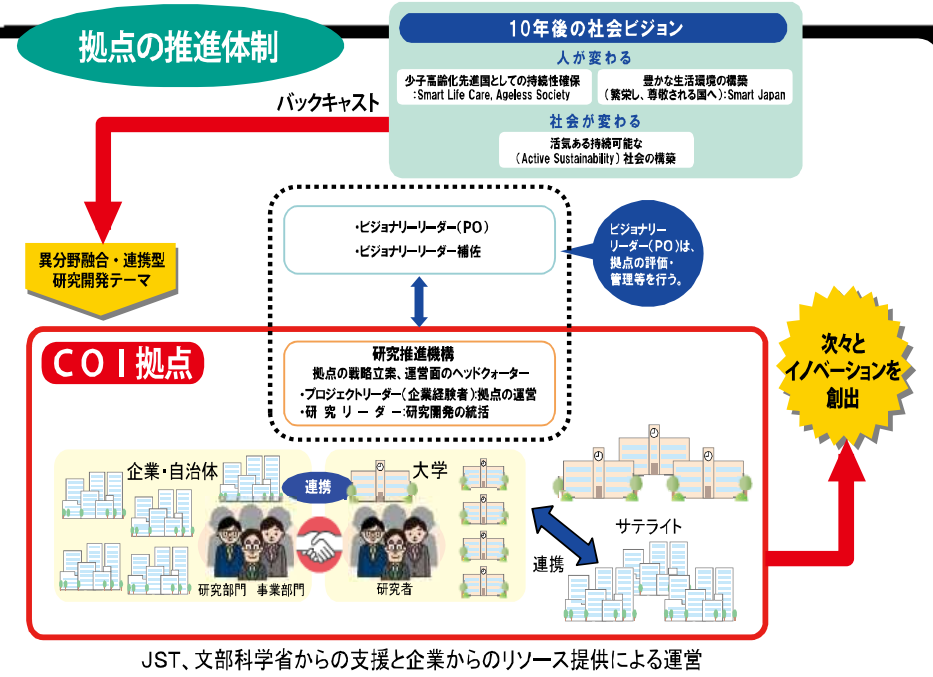 拠点の推進体制
10年後の社会ビジョン
人が変わる
少子高齢化先進国としての持続性確保
:Smart Life Care, Ageless Society
豊かな生活環境の構築
(繁栄し、尊敬される国へ):Smart Japan
社会が変わる
活気ある持続可能な
(Active Sustainability)社会の構築
バックキャスト
・ビジョナリーリーダー(PO)
・ビジョナリーリーダー補佐
ビジョナリー
リーダー(PO)は、
拠点の評価・
管理等を行う。
異分野融合・連携型
研究開発テーマ
COI拠点
研究推進機構
拠点の戦略立案、運営面のヘッドクォーター
・プロジェクトリーダー(企業経験者):拠点の運営
・研究リーダー:研究開発の統括
次々と
イノベーションを
創出
企業・自治体
連携
大学
研究部門 事業部門
研究者
サテライト
連携
JST、文部科学省からの支援と企業からのリソース提供による運営